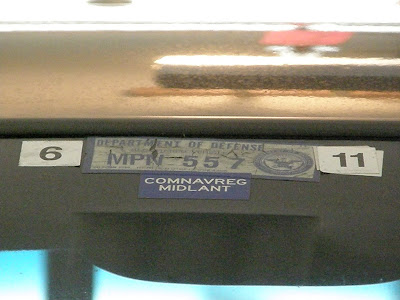 DEPARTMENT OF DEFENSE
6
MPN-557
11
COMNAVREG
MIDLANT